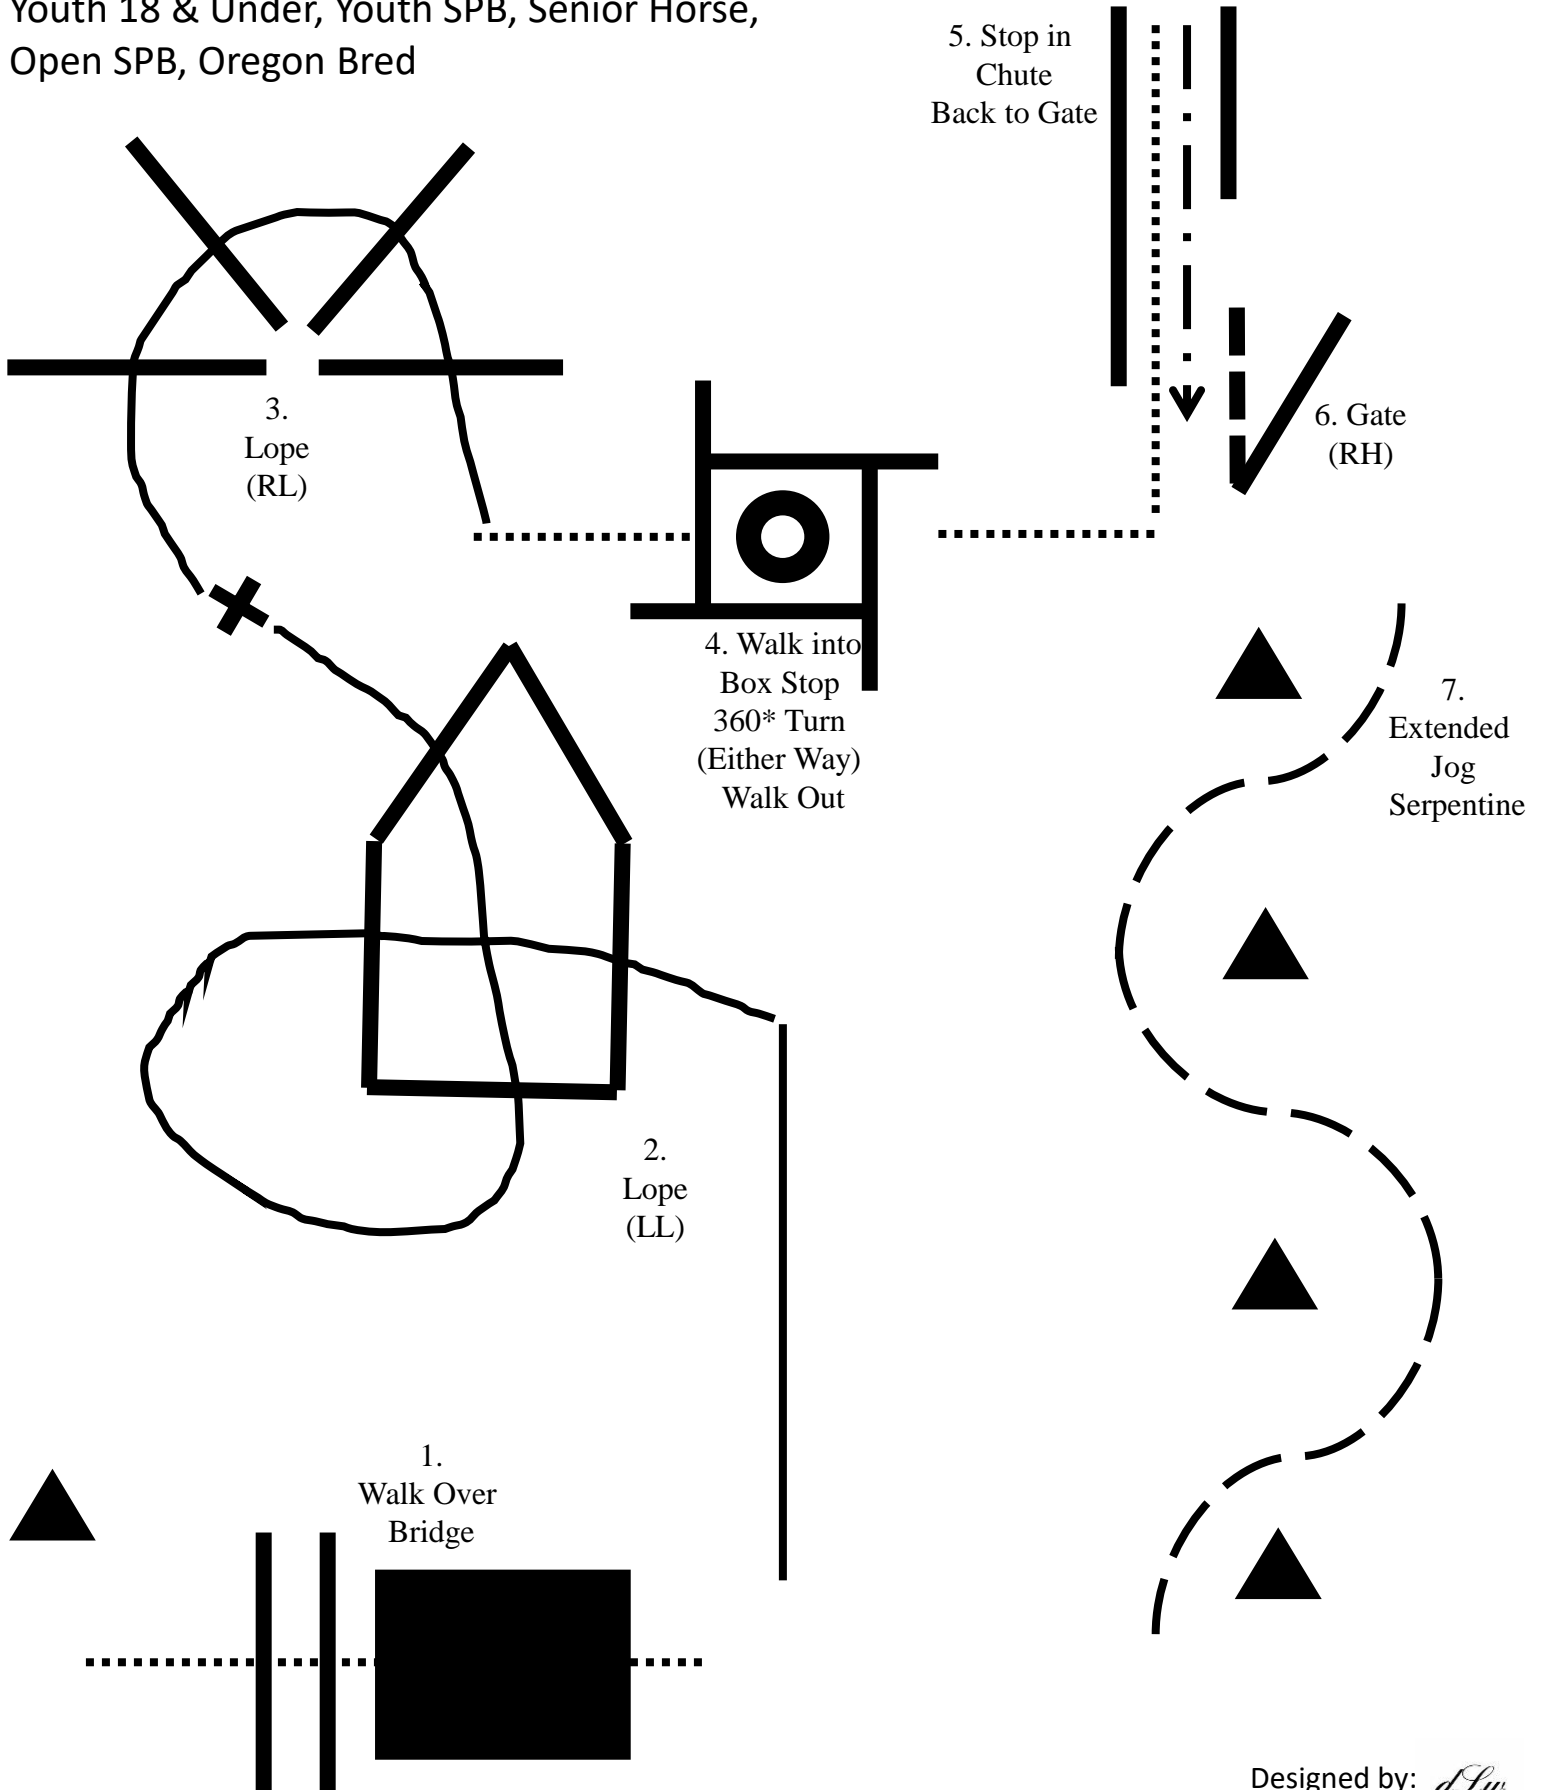 Youth 18 & Under, Youth SPB, Senior Horse,
Open SPB, Oregon Bred
5. Stop in
Chute
Back to Gate
3.
Lope
(RL)
6. Gate
(RH)
4. Walk into
Box Stop
360* Turn
(Either Way)
Walk Out
7.
Extended
Jog
Serpentine
2.
Lope
(LL)
1.
Walk Over
Bridge
Designed by: